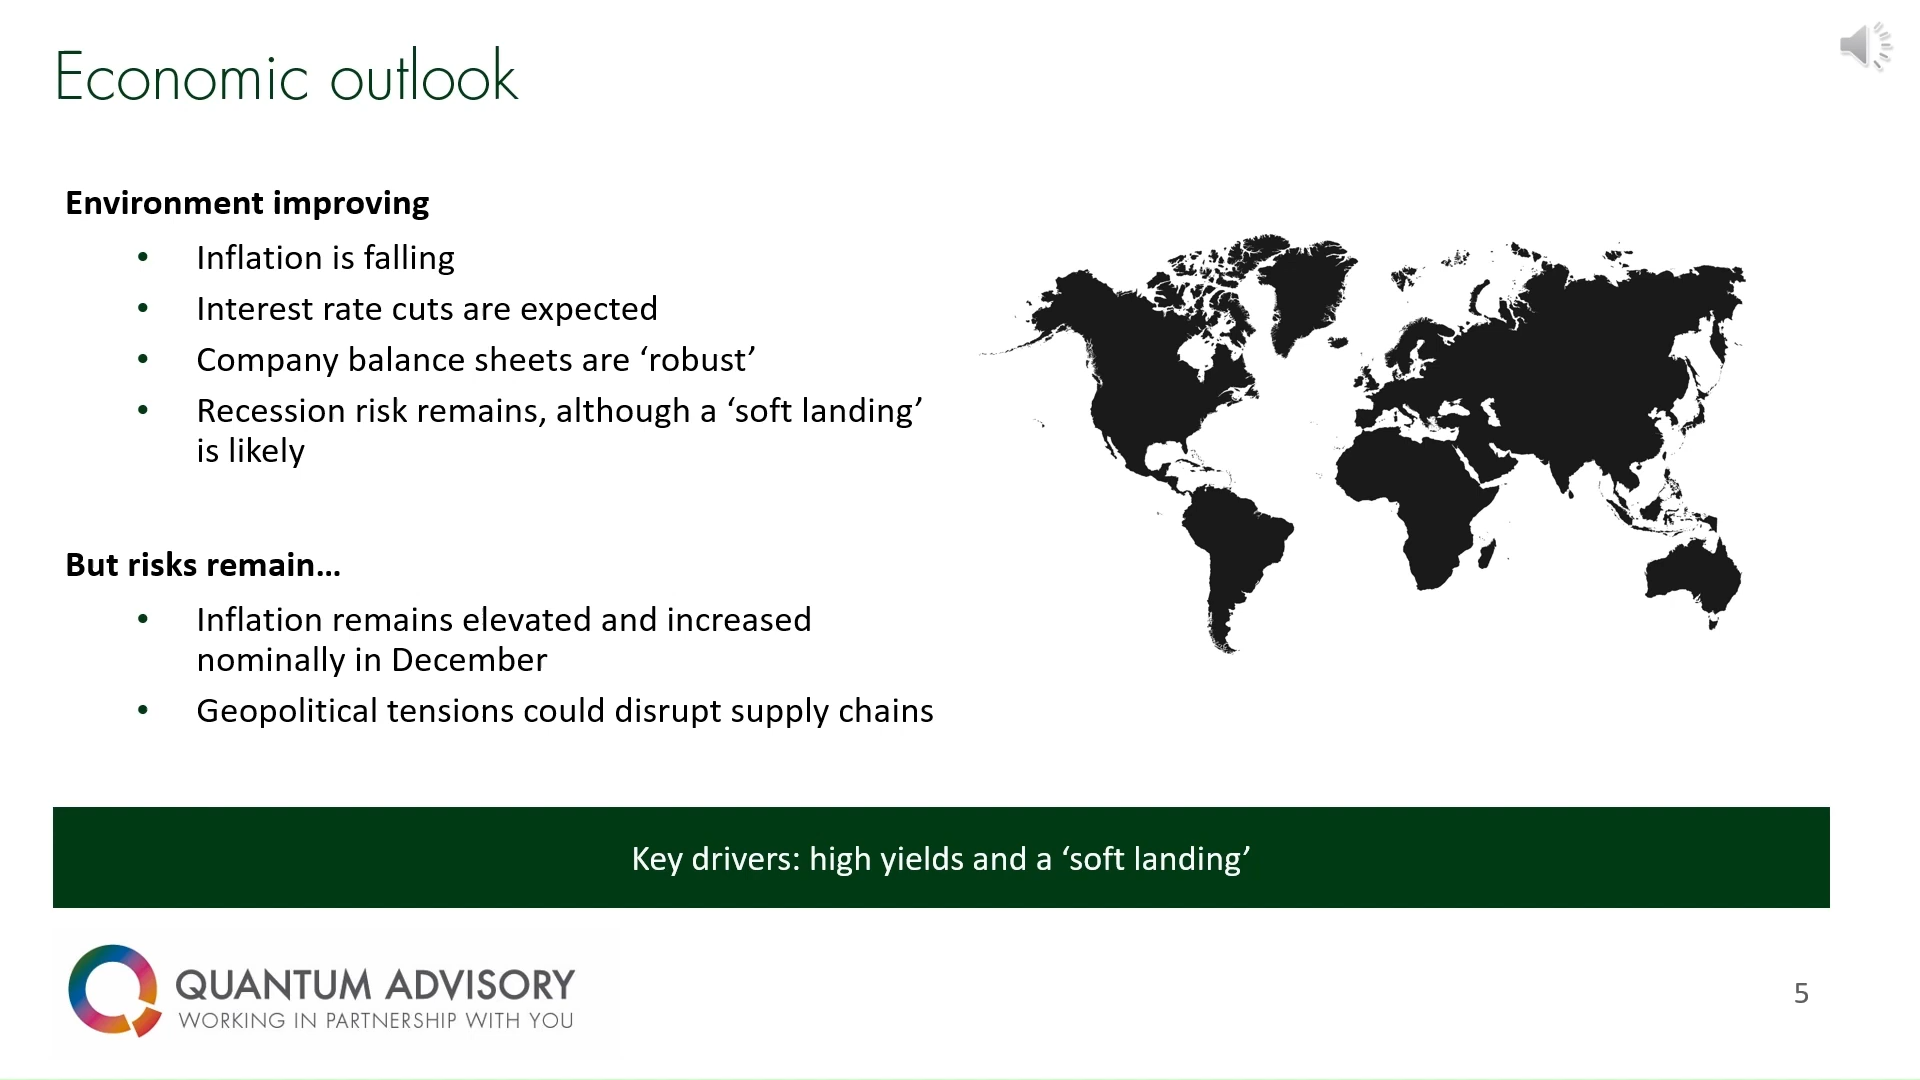 Economic outlook
Environment improving
• Inflation is falling
• Interest rate cuts are expected
• Company balance sheets are ‘robust’
• Recession risk remains, although a ‘soft landing’
is likely
But risks remain…
• Inflation remains elevated and increased
nominally in December
• Geopolitical tensions could disrupt supply chains
Key drivers: high yields and a ‘soft landing’
QUANTUM ADVISORY
WORKING IN PARTNERSHIP WITH YOU
5